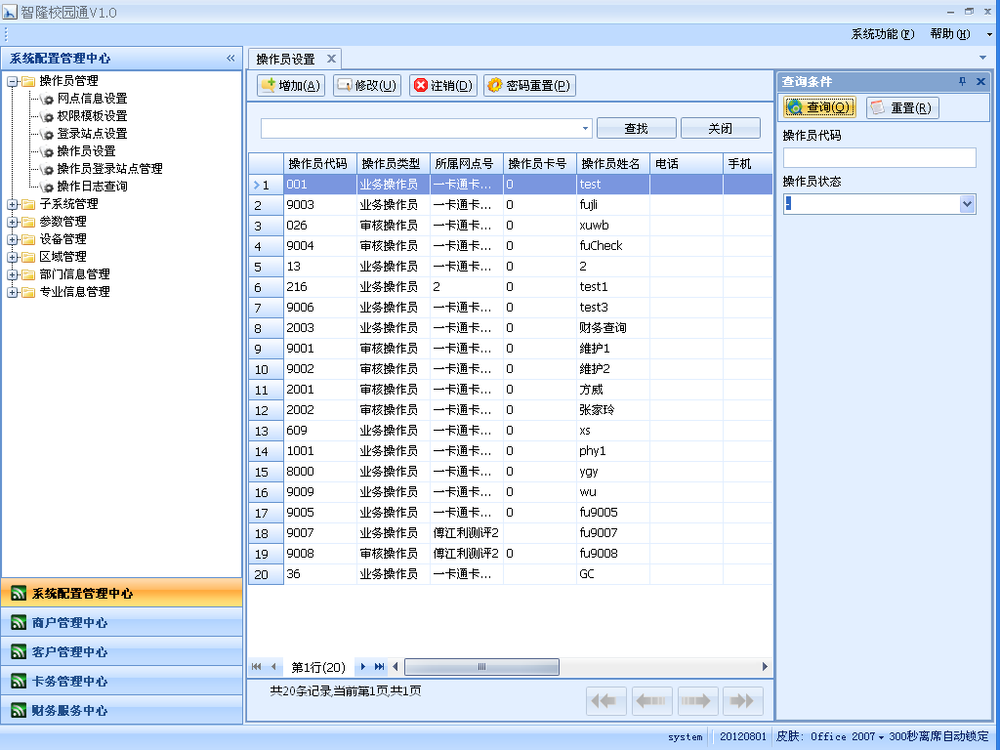 智隆校园通V1.0
系统功能(F) 帮助(H)
系统配置管理中心 «
操作员管理
网点信息设置
权限模板设置
登录站点设置
操作员设置
操作员登录站点管理
操作日志查询
子系统管理
参数管理
设备管理
区域管理
部门信息管理
专业信息管理
系统配置管理中心
商户管理中心
客户管理中心
卡务管理中心
财务服务中心
操作员设置
增加(A) 修改(U) 注销(D) 密码重置(P)
查找 关闭
操作员代码 操作员类型 所属网点号 操作员卡号 操作员姓名 电话 手机
1 001 业务操作员 一卡通卡... 0 test
2 9003 业务操作员 一卡通卡... 0 fujli
3 026 审核操作员 一卡通卡... 0 xuwb
4 9004 审核操作员 一卡通卡... 0 fuCheck
5 13 业务操作员 一卡通卡... 0 2
6 216 业务操作员 2 0 test1
7 9006 业务操作员 一卡通卡... 0 test3
8 2003 业务操作员 一卡通卡... 0 财务查询
9 9001 审核操作员 一卡通卡... 0 維护1
10 9002 审核操作员 一卡通卡... 0 維护2
11 2001 审核操作员 一卡通卡... 0 方威
12 2002 审核操作员 一卡通卡... 0 张家玲
13 609 业务操作员 一卡通卡... 0 xs
14 1001 业务操作员 一卡通卡... 0 phy1
15 8000 业务操作员 一卡通卡... 0 ygy
16 9009 业务操作员 一卡通卡... 0 wu
17 9005 业务操作员 一卡通卡... 0 fu9005
18 9007 业务操作员 傅江利测评2 fu9007
19 9008 审核操作员 傅江利测评2 0 fu9008
20 36 业务操作员 一卡通卡... GC
第1行(20)
共20条记录,当前第1页,共1页
查询条件
查询(Q) 重置(R)
操作员代码
操作员状态
-
system 20120801 皮肤: Office 2007 300秒离席自动锁定